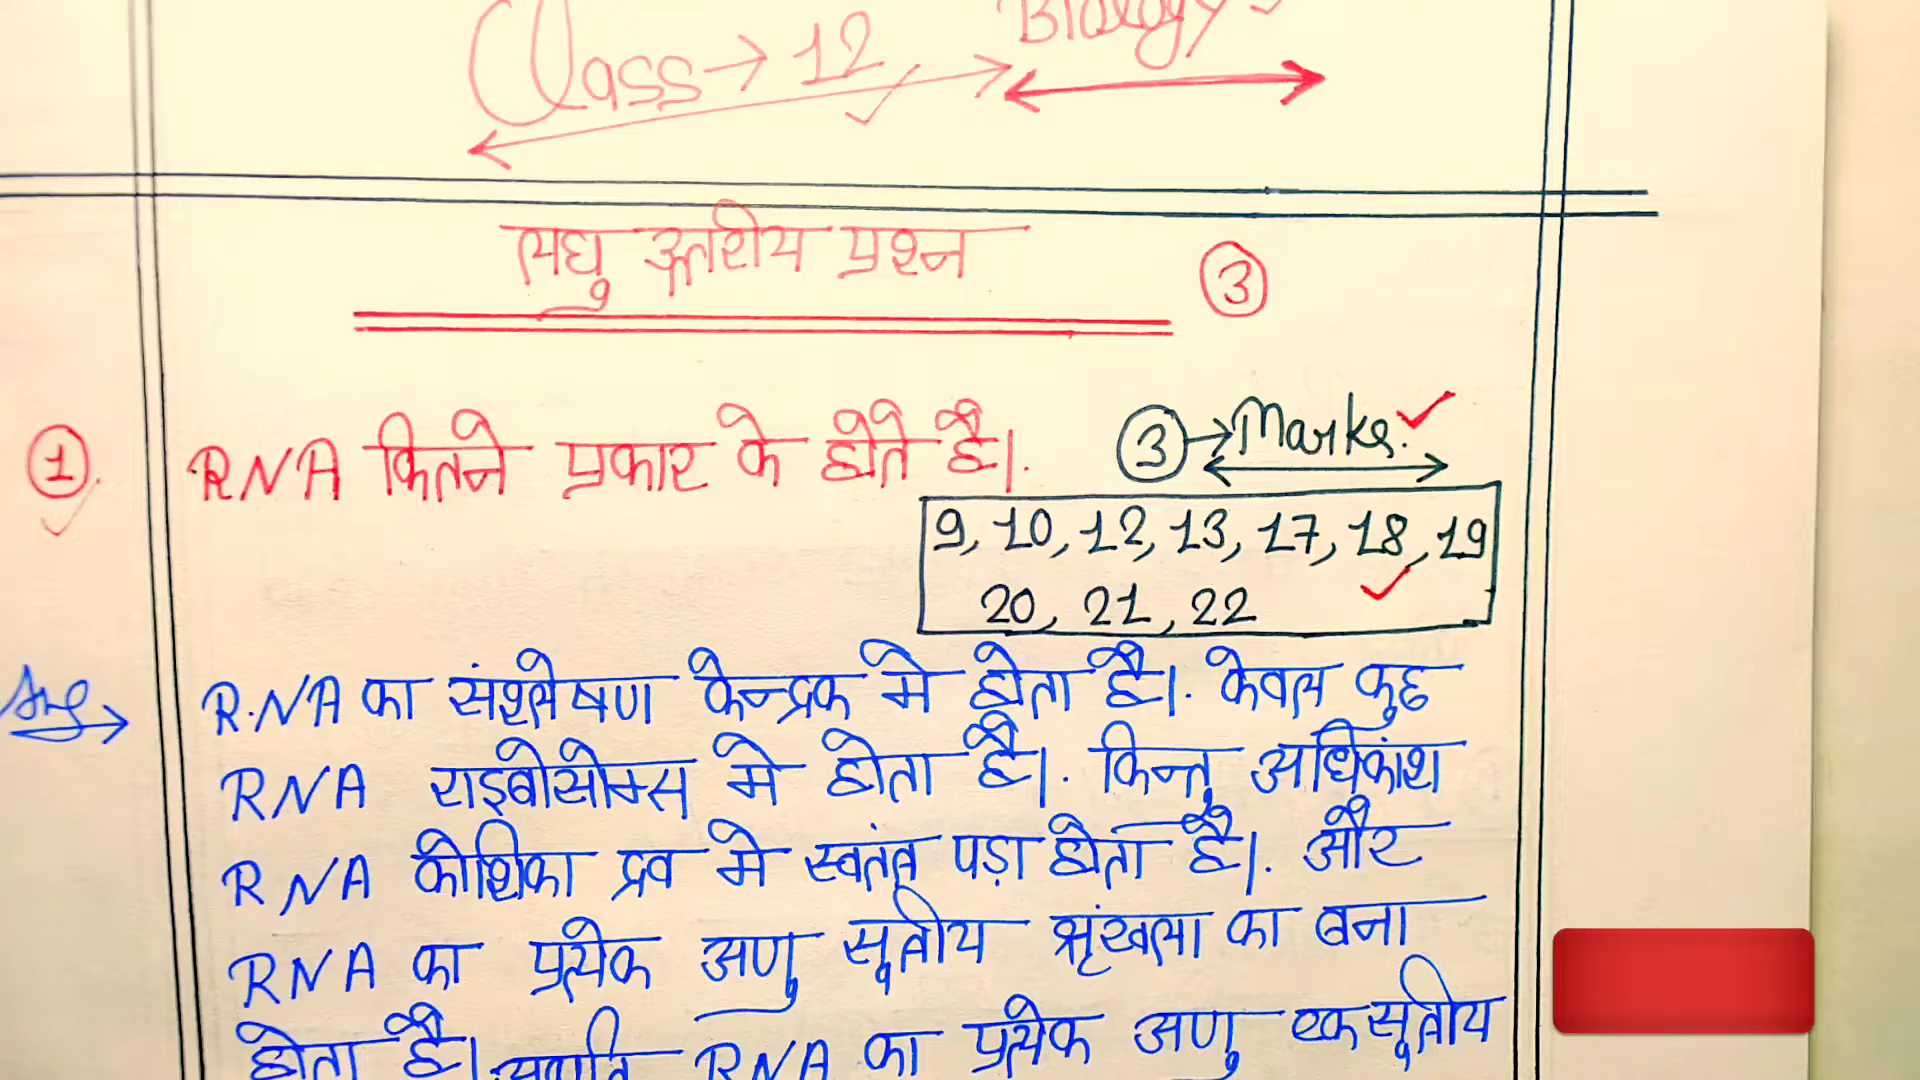 Class → 12 Biology
लघु उत्तरीय प्रश्न ③
① RNA कितने प्रकार के होते है। ③ → Marks.
9, 10, 12, 13, 17, 18, 19
20, 21, 22
Ans RNA का संश्लेषण केन्द्रक मे होता है। केवल कुछ
RNA राइबोसोम्स मे होता है। किन्तु अधिकांश
RNA कोशिका द्रव मे स्वतंत्र पड़ा होता है। और
RNA का प्रत्येक अणु सूत्रीय श्रृंखला का बना
होता है। अर्थात RNA का प्रत्येक अणु एकसूत्रीय